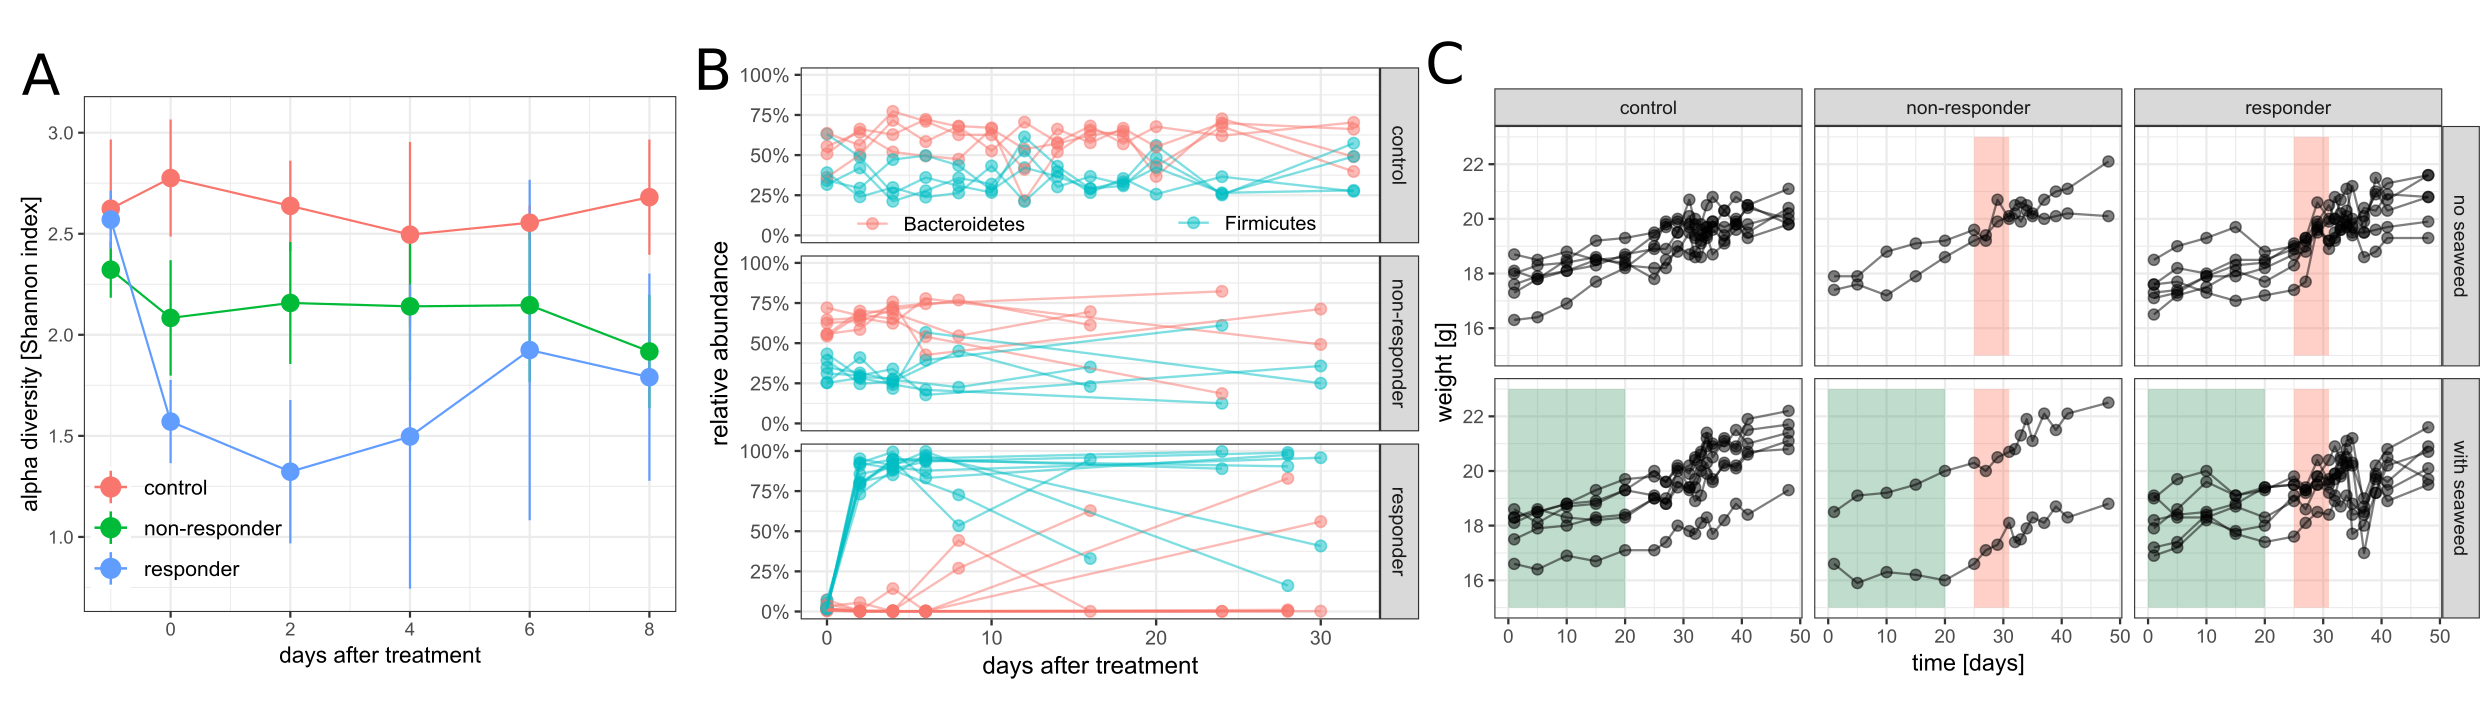 A
alpha diversity [Shannon index]
3.0
2.5
2.0
1.5
1.0
control
non-responder
responder
0
2
4
6
8
days after treatment
B
relative abundance
100%
75%
50%
25%
0%
Bacteroidetes
Firmicutes
control
100%
75%
50%
25%
0%
non-responder
100%
75%
50%
25%
0%
responder
0
10
20
30
days after treatment
C
control
non-responder
responder
weight [g]
22
20
18
16
no seaweed
22
20
18
16
with seaweed
0
10
20
30
40
50
0
10
20
30
40
50
0
10
20
30
40
50
time [days]